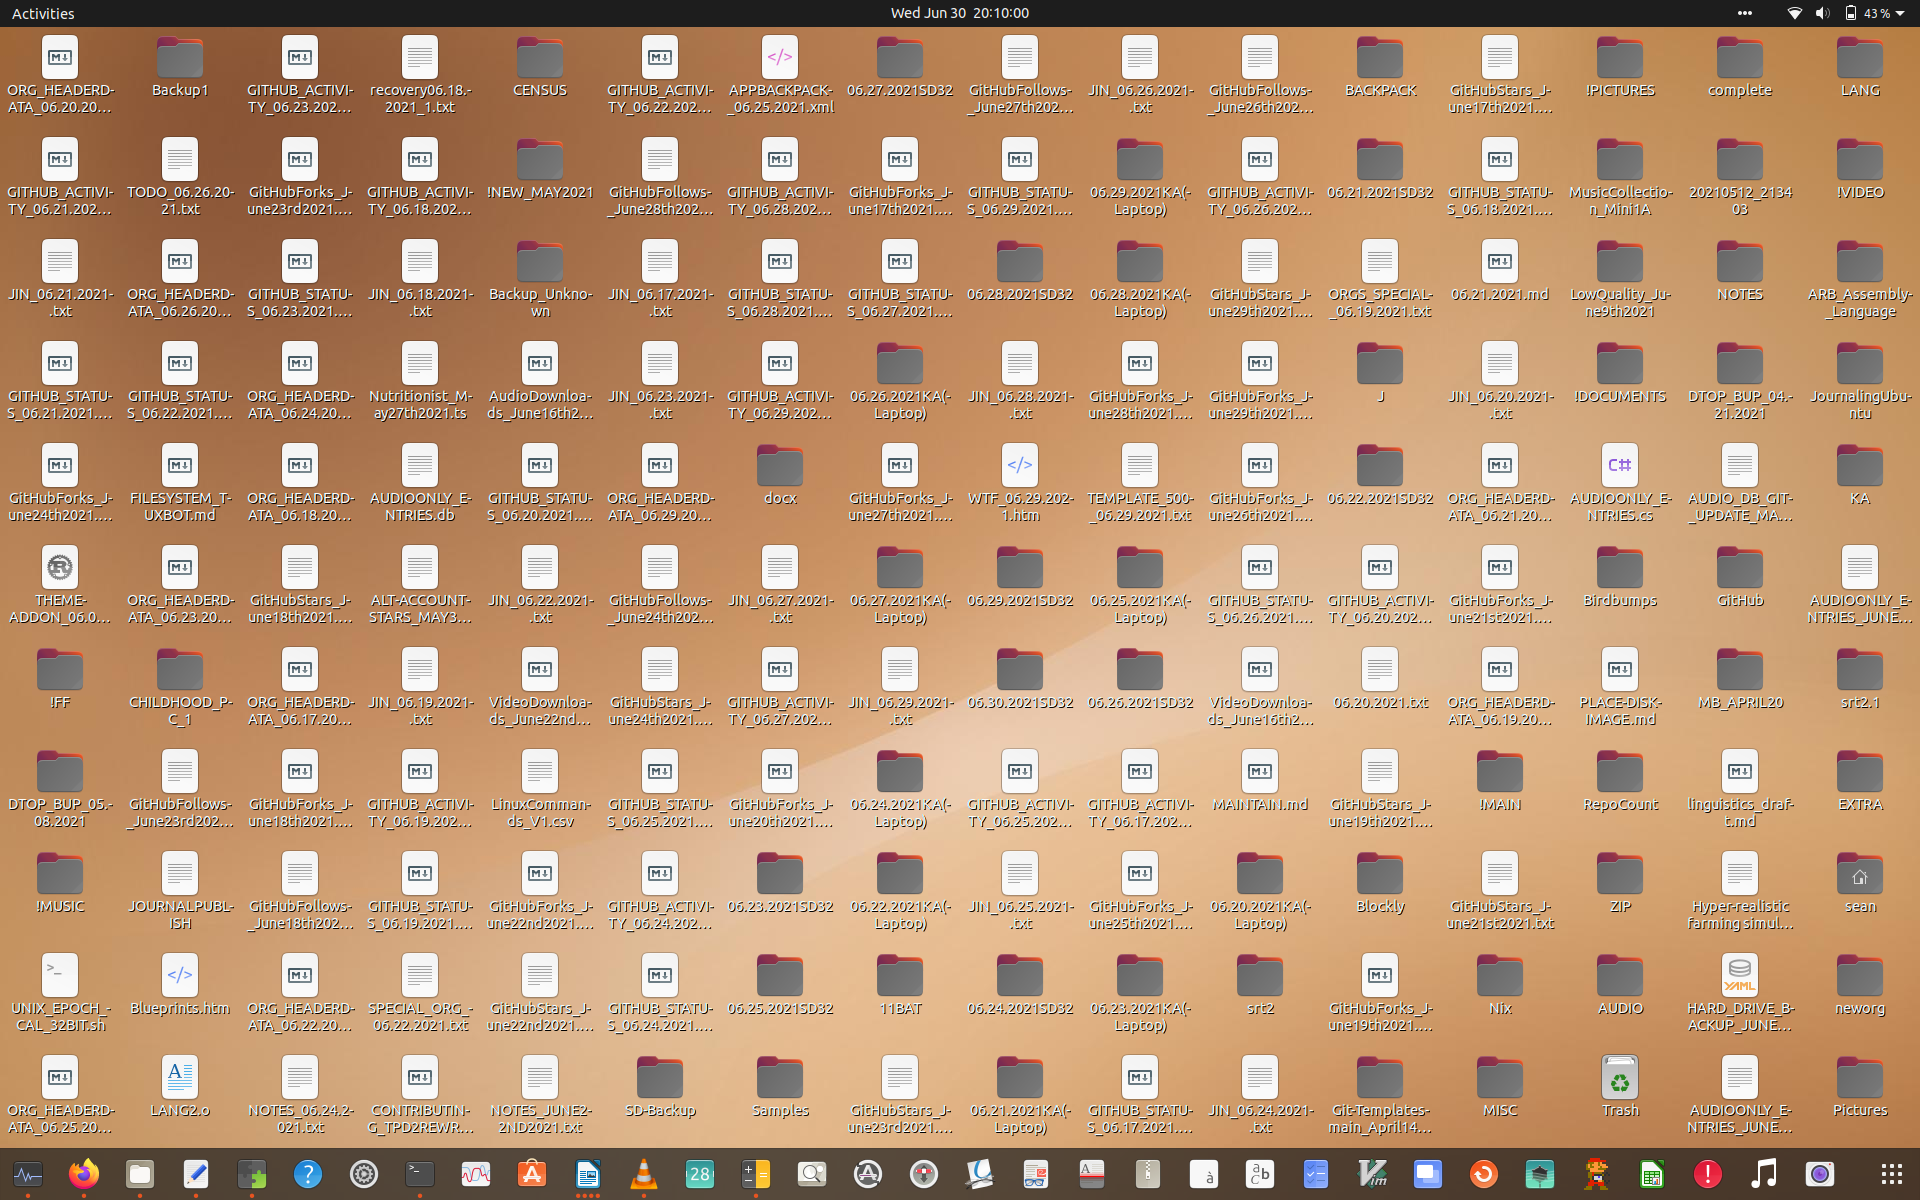 Activities
Wed Jun 30 20:10:00
43 %
ORG_HEADERD-
ATA_06.20.20...
Backup1
GITHUB_ACTIVI-
TY_06.23.202...
recovery06.18.-
2021_1.txt
CENSUS
GITHUB_ACTIVI-
TY_06.22.202...
APPBACKPACK-
_06.25.2021.xml
06.27.2021SD32
GitHubFollows-
_June27th202...
JIN_06.26.2021-
.txt
GitHubFollows-
_June26th202...
BACKPACK
GitHubStars_J-
une17th2021....
!PICTURES
complete
LANG
GITHUB_ACTIVI-
TY_06.21.202...
TODO_06.26.20-
21.txt
GitHubForks_J-
une23rd2021....
GITHUB_ACTIVI-
TY_06.18.202...
!NEW_MAY2021
GitHubFollows-
_June28th202...
GITHUB_ACTIVI-
TY_06.28.202...
GitHubForks_J-
une17th2021....
GITHUB_STATU-
S_06.29.2021....
06.29.2021KA(-
Laptop)
GITHUB_ACTIVI-
TY_06.26.202...
06.21.2021SD32
GITHUB_STATU-
S_06.18.2021....
MusicCollectio-
n_Mini1A
20210512_2134
03
!VIDEO
JIN_06.21.2021-
.txt
ORG_HEADERD-
ATA_06.26.20...
GITHUB_STATU-
S_06.23.2021....
JIN_06.18.2021-
.txt
Backup_Unkno-
wn
JIN_06.17.2021-
.txt
GITHUB_STATU-
S_06.28.2021....
GITHUB_STATU-
S_06.27.2021....
06.28.2021SD32
06.28.2021KA(-
Laptop)
GitHubStars_J-
une29th2021....
ORGS_SPECIAL-
_06.19.2021.txt
06.21.2021.md
LowQuality_Ju-
ne9th2021
NOTES
ARB_Assembly-
_Language
GITHUB_STATU-
S_06.21.2021....
GITHUB_STATU-
S_06.22.2021....
ORG_HEADERD-
ATA_06.24.20...
Nutritionist_M-
ay27th2021.ts
AudioDownloa-
ds_June16th2...
JIN_06.23.2021-
.txt
GITHUB_ACTIVI-
TY_06.29.202...
06.26.2021KA(-
Laptop)
JIN_06.28.2021-
.txt
GitHubForks_J-
une28th2021....
GitHubForks_J-
une29th2021....
J
JIN_06.20.2021-
.txt
!DOCUMENTS
DTOP_BUP_04.-
21.2021
JournalingUbu-
ntu
GitHubForks_J-
une24th2021....
FILESYSTEM_T-
UXBOT.md
ORG_HEADERD-
ATA_06.18.20...
AUDIOONLY_E-
NTRIES.db
GITHUB_STATU-
S_06.20.2021....
ORG_HEADERD-
ATA_06.29.20...
docx
GitHubForks_J-
une27th2021....
WTF_06.29.202-
1.htm
TEMPLATE_500-
_06.29.2021.txt
GitHubForks_J-
une26th2021....
06.22.2021SD32
ORG_HEADERD-
ATA_06.21.20...
C#
AUDIOONLY_E-
NTRIES.cs
AUDIO_DB_GIT-
_UPDATE_MA...
KA
THEME-
ADDON_06.0...
ORG_HEADERD-
ATA_06.23.20...
GitHubStars_J-
une18th2021....
ALT-ACCOUNT-
STARS_MAY3...
JIN_06.22.2021-
.txt
GitHubFollows-
_June24th202...
JIN_06.27.2021-
.txt
06.27.2021KA(-
Laptop)
06.29.2021SD32
06.25.2021KA(-
Laptop)
GITHUB_STATU-
S_06.26.2021....
GITHUB_ACTIVI-
TY_06.20.202...
GitHubForks_J-
une21st2021....
Birdbumps
GitHub
AUDIOONLY_E-
NTRIES_JUNE...
!FF
CHILDHOOD_P-
C_1
ORG_HEADERD-
ATA_06.17.20...
JIN_06.19.2021-
.txt
VideoDownloa-
ds_June22nd...
GitHubStars_J-
une24th2021....
GITHUB_ACTIVI-
TY_06.27.202...
JIN_06.29.2021-
.txt
06.30.2021SD32
06.26.2021SD32
VideoDownloa-
ds_June16th2...
06.20.2021.txt
ORG_HEADERD-
ATA_06.19.20...
PLACE-DISK-
IMAGE.md
MB_APRIL20
srt2.1
DTOP_BUP_05.-
08.2021
GitHubFollows-
_June23rd202...
GitHubForks_J-
une18th2021....
GITHUB_ACTIVI-
TY_06.19.202...
LinuxComman-
ds_V1.csv
GITHUB_STATU-
S_06.25.2021....
GitHubForks_J-
une20th2021....
06.24.2021KA(-
Laptop)
GITHUB_ACTIVI-
TY_06.25.202...
GITHUB_ACTIVI-
TY_06.17.202...
MAINTAIN.md
GitHubStars_J-
une19th2021....
!MAIN
RepoCount
linguistics_draf-
t.md
EXTRA
!MUSIC
JOURNALPUBL-
ISH
GitHubFollows-
_June18th202...
GITHUB_STATU-
S_06.19.2021....
GitHubForks_J-
une22nd2021....
GITHUB_ACTIVI-
TY_06.24.202...
06.23.2021SD32
06.22.2021KA(-
Laptop)
JIN_06.25.2021-
.txt
GitHubForks_J-
une25th2021....
06.20.2021KA(-
Laptop)
Blockly
GitHubStars_J-
une21st2021.txt
ZIP
Hyper-realistic
farming simul...
sean
UNIX_EPOCH_-
CAL_32BIT.sh
Blueprints.htm
ORG_HEADERD-
ATA_06.22.20...
SPECIAL_ORG_-
06.22.2021.txt
GitHubStars_J-
une22nd2021....
GITHUB_STATU-
S_06.24.2021....
06.25.2021SD32
11BAT
06.24.2021SD32
06.23.2021KA(-
Laptop)
srt2
GitHubForks_J-
une19th2021....
Nix
AUDIO
YAML
HARD_DRIVE_B-
ACKUP_JUNE...
neworg
ORG_HEADERD-
ATA_06.25.20...
LANG2.o
NOTES_06.24.2-
021.txt
CONTRIBUTIN-
G_TPD2REWR...
NOTES_JUNE2-
2ND2021.txt
SD-Backup
Samples
GitHubStars_J-
une23rd2021....
06.21.2021KA(-
Laptop)
GITHUB_STATU-
S_06.17.2021....
JIN_06.24.2021-
.txt
Git-Templates-
main_April14...
MISC
Trash
AUDIOONLY_E-
NTRIES_JUNE...
Pictures
28